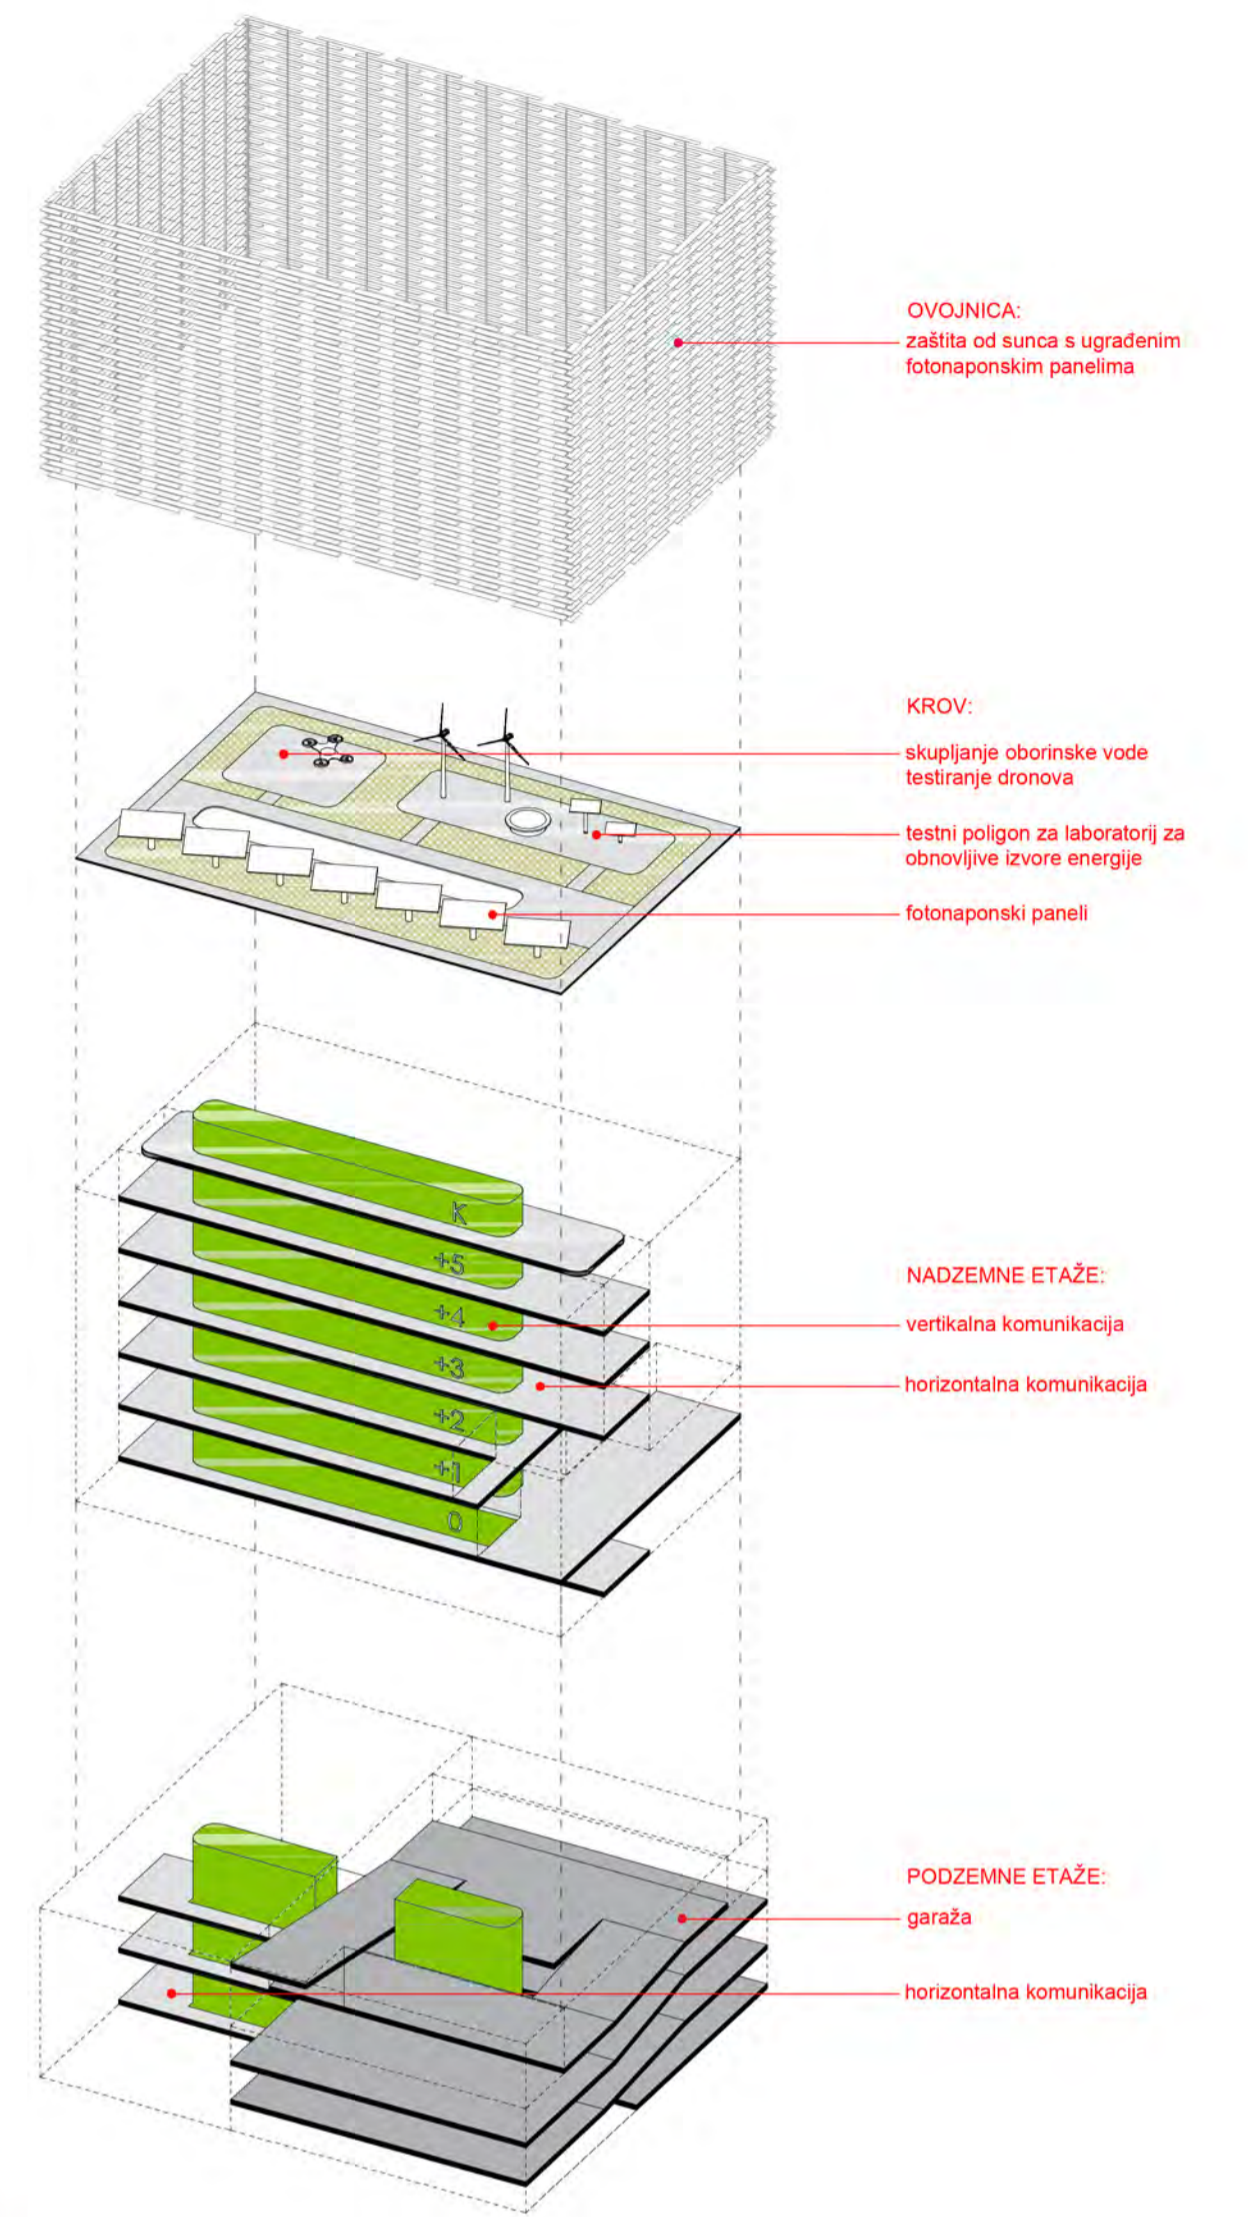 OVOJNICA:
zaštita od sunca s ugrađenim
fotonaponskim panelima
KROV:
skupljanje oborinske vode
testiranje dronova
testni poligon za laboratorij za
obnovljive izvore energije
fotonaponski paneli
K
+5
+4
+3
+2
+1
0
NADZEMNE ETAŽE:
vertikalna komunikacija
horizontalna komunikacija
PODZEMNE ETAŽE:
garaža
horizontalna komunikacija